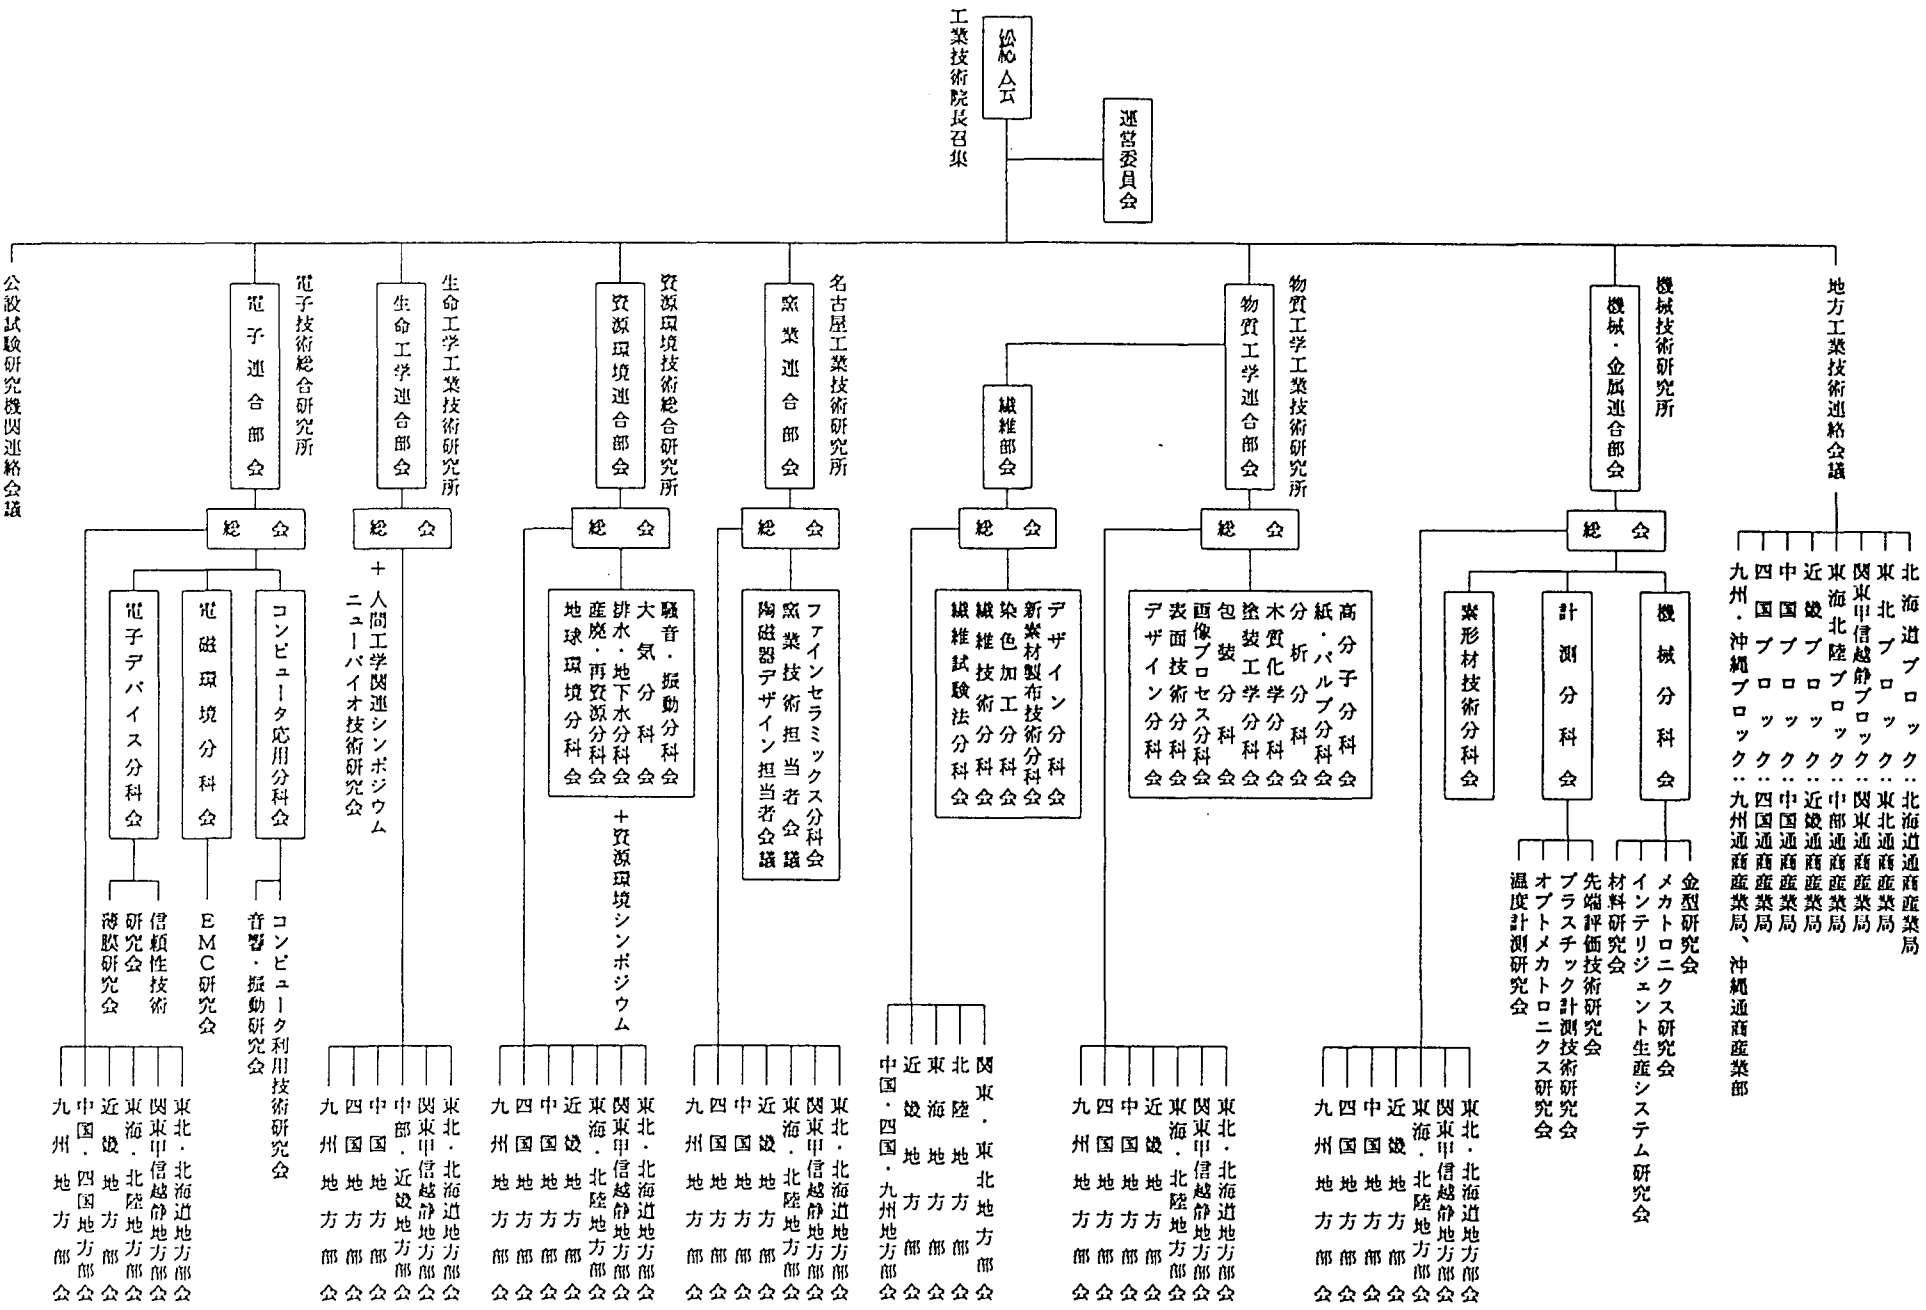 総会
工業技術院長召集
運営委員会
地方工業技術連絡会議
北海道ブロック:北海道通商産業局
東北ブロック:東北通商産業局
関東甲信越静ブロック:関東通商産業局
東海北陸ブロック:中部通商産業局
近畿ブロック:近畿通商産業局
中国ブロック:中国通商産業局
四国ブロック:四国通商産業局
九州・沖縄ブロック:九州通商産業局、沖縄通商産業部
機械技術研究所
機械・金属連合部会
総会
機械分科会
金型研究会
メカトロニクス研究会
インテリジェント生産システム研究会
材料研究会
計測分科会
先端評価技術研究会
プラスチック計測技術研究会
オプトメカトロニクス研究会
温度計測研究会
素形材技術分科会
東北・北海道地方部会
関東甲信越静地方部会
東海・北陸地方部会
近畿地方部会
中国地方部会
四国地方部会
九州地方部会
物質工学工業技術研究所
物質工学連合部会
総会
高分子分科会
紙・パルプ分科会
分析分科会
木質化学分科会
塗装工学分科会
包装分科会
画像プロセス分科会
表面技術分科会
デザイン分科会
東北・北海道地方部会
関東甲信越静地方部会
東海・北陸地方部会
近畿地方部会
中国地方部会
四国地方部会
九州地方部会
繊維部会
総会
デザイン分科会
新素材製布技術分科会
染色加工分科会
繊維技術分科会
繊維試験法分科会
関東・東北地方部会
北陸地方部会
東海地方部会
近畿地方部会
中国・四国・九州地方部会
名古屋工業技術研究所
窯業連合部会
総会
ファインセラミックス分科会
窯業技術担当者会議
陶磁器デザイン担当者会議
東北・北海道地方部会
関東甲信越静地方部会
東海・北陸地方部会
近畿地方部会
中国地方部会
四国地方部会
九州地方部会
資源環境技術総合研究所
資源環境連合部会
総会
騒音・振動分科会
大気分科会
排水・地下水分科会
産廃・再資源分科会
地球環境分科会
+資源環境シンポジウム
東北・北海道地方部会
関東甲信越静地方部会
東海・北陸地方部会
近畿地方部会
中国地方部会
四国地方部会
九州地方部会
生命工学工業技術研究所
生命工学連合部会
総会
+人間工学関連シンポジウム
ニューバイオ技術研究会
東北・北海道地方部会
関東甲信越静地方部会
中部・近畿地方部会
中国地方部会
四国地方部会
九州地方部会
電子技術総合研究所
電子連合部会
総会
コンピュータ応用分科会
コンピュータ利用技術研究会
音響・振動研究会
電磁環境分科会
EMC研究会
電子デバイス分科会
信頼性技術
研究会
薄膜研究会
東北・北海道地方部会
関東甲信越静地方部会
東海・北陸地方部会
近畿地方部会
中国・四国地方部会
九州地方部会
公設試験研究機関連絡会議